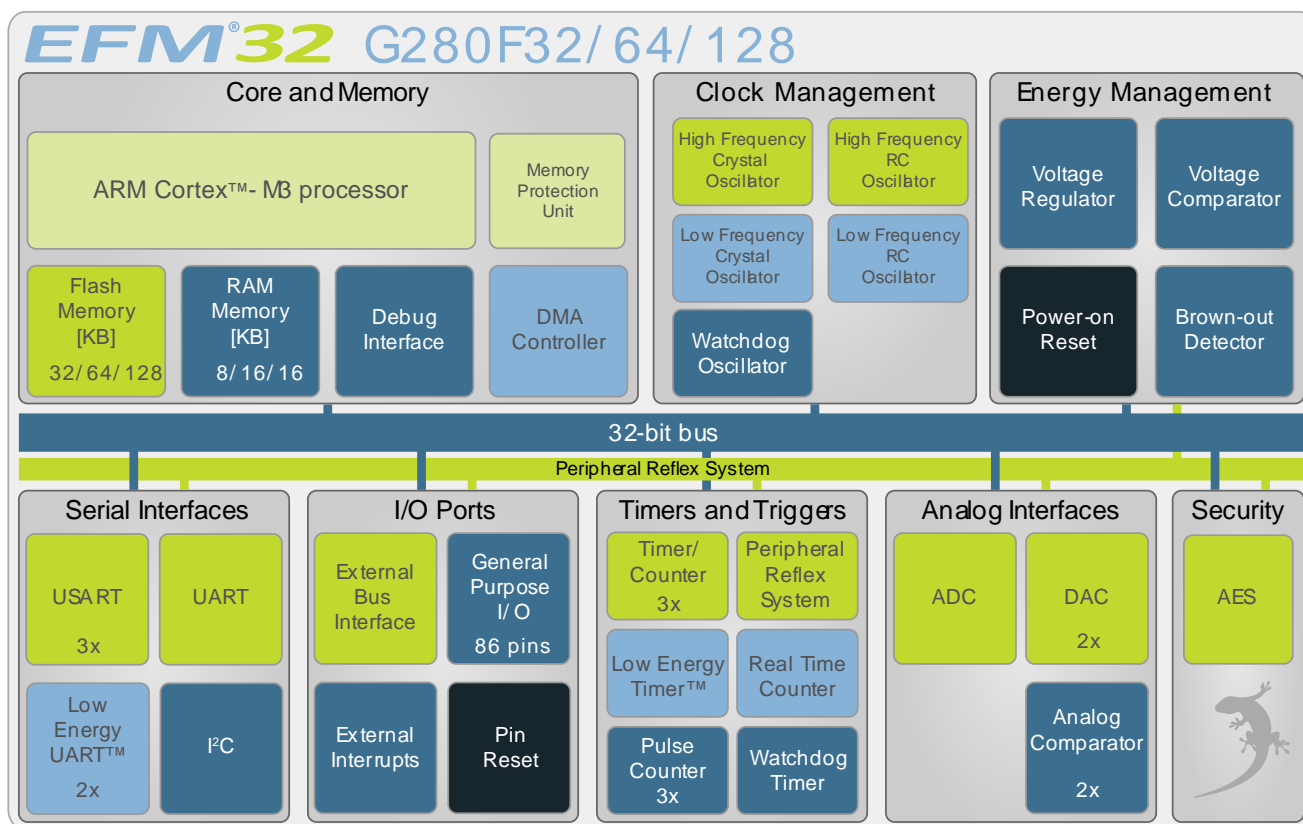 EFM®32 G280F32/64/128
Core and Memory
ARM Cortex™-M3 processor
Memory
Protection
Unit
Flash
Memory
[KB]
32/64/128
RAM
Memory
[KB]
8/16/16
Debug
Interface
DMA
Controller
Clock Management
High Frequency
Crystal
Oscillator
High Frequency
RC
Oscillator
Low Frequency
Crystal
Oscillator
Low Frequency
RC
Oscillator
Watchdog
Oscillator
Energy Management
Voltage
Regulator
Voltage
Comparator
Power-on
Reset
Brown-out
Detector
32-bit bus
Peripheral Reflex System
Serial Interfaces
USART
3x
UART
Low
Energy
UART™
2x
I²C
I/O Ports
External
Bus
Interface
General
Purpose
I/O
86 pins
External
Interrupts
Pin
Reset
Timers and Triggers
Timer/
Counter
3x
Peripheral
Reflex
System
Low Energy
Timer™
Real Time
Counter
Pulse
Counter
3x
Watchdog
Timer
Analog Interfaces
ADC
DAC
2x
Analog
Comparator
2x
Security
AES